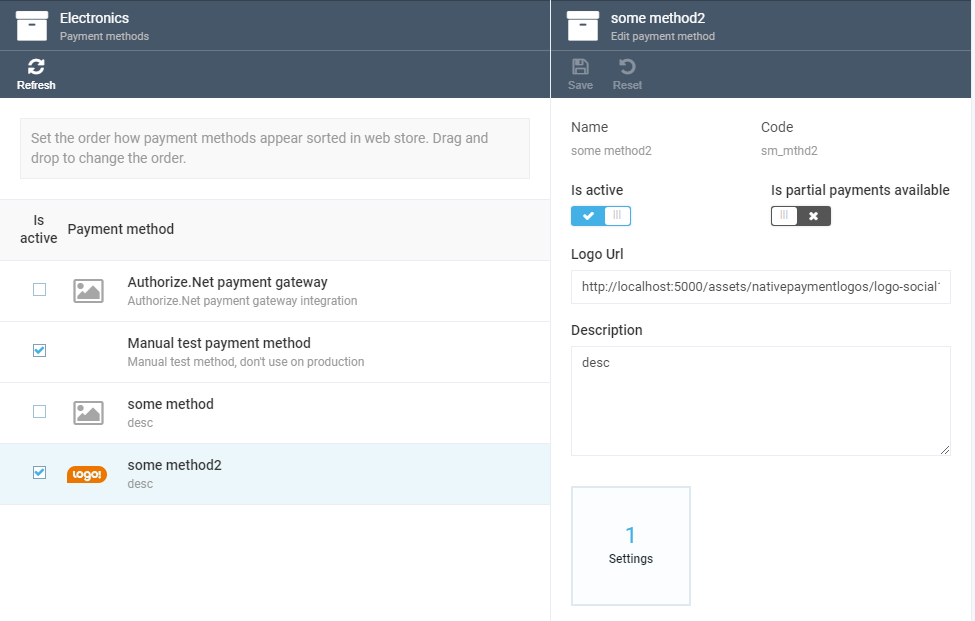 Electronics
Payment methods
Refresh
Set the order how payment methods appear sorted in web store. Drag and
drop to change the order.
Is
active
Payment method
Authorize.Net payment gateway
Authorize.Net payment gateway integration
Manual test payment method
Manual test method, don't use on production
some method
desc
logo!
some method2
desc
some method2
Edit payment method
Save
Reset
Name
Code
some method2
sm_mthd2
Is active
Is partial payments available
Logo Url
http://localhost:5000/assets/nativepaymentlogos/logo-social
Description
desc
1
Settings